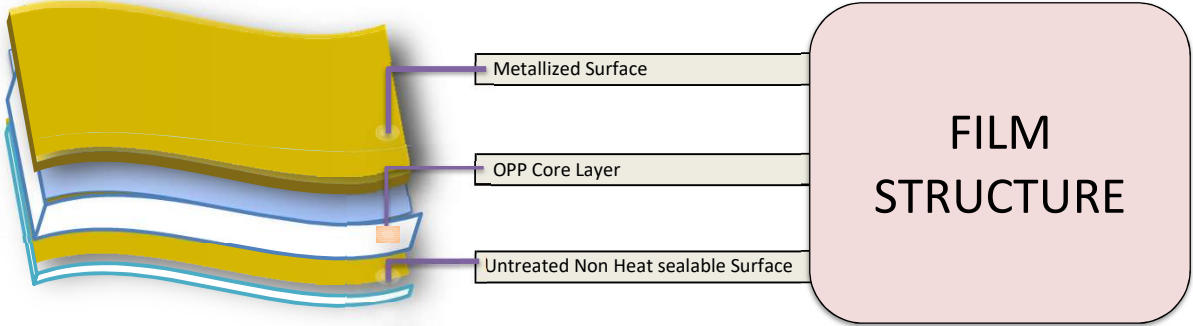 Metallized Surface
OPP Core Layer
Untreated Non Heat sealable Surface
FILM
STRUCTURE